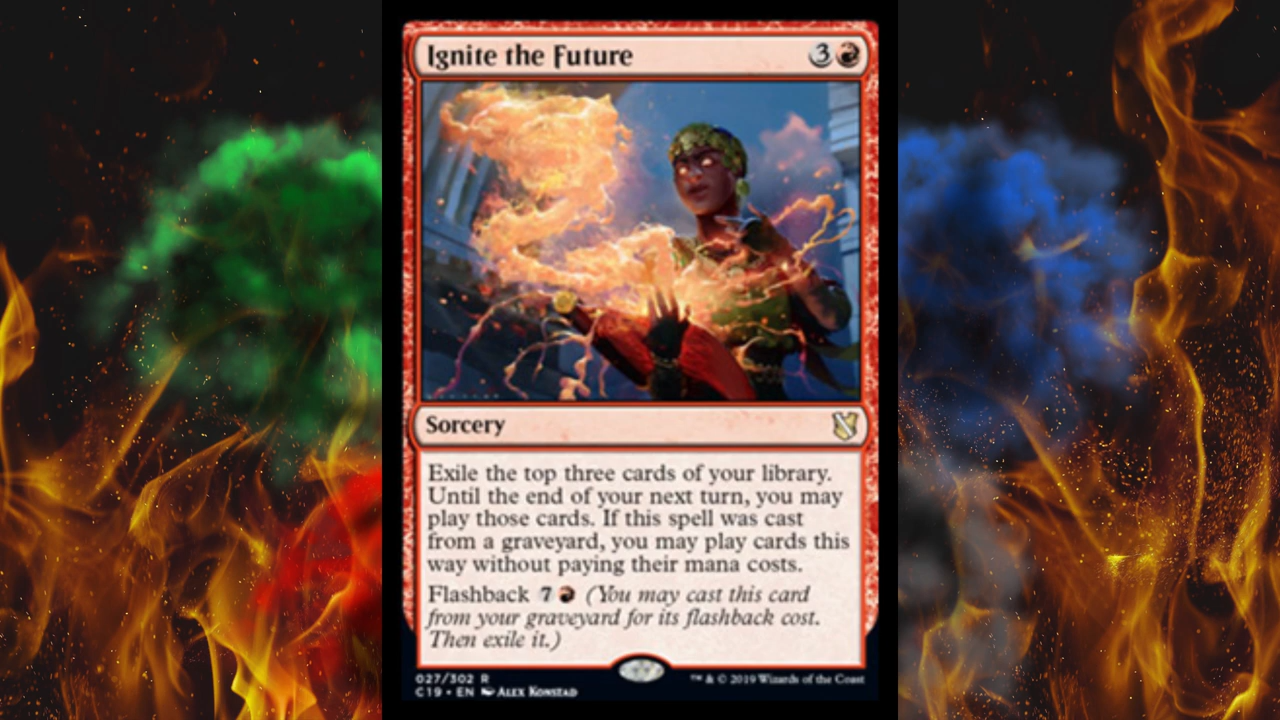 Ignite the Future 3
Sorcery
Exile the top three cards of your library.
Until the end of your next turn, you may
play those cards. If this spell was cast
from a graveyard, you may play cards this
way without paying their mana costs.
Flashback 7 (You may cast this card
from your graveyard for its flashback cost.
Then exile it.)
027/302 R
C19 • EN Alex Konstad
™ & © 2019 Wizards of the Coast